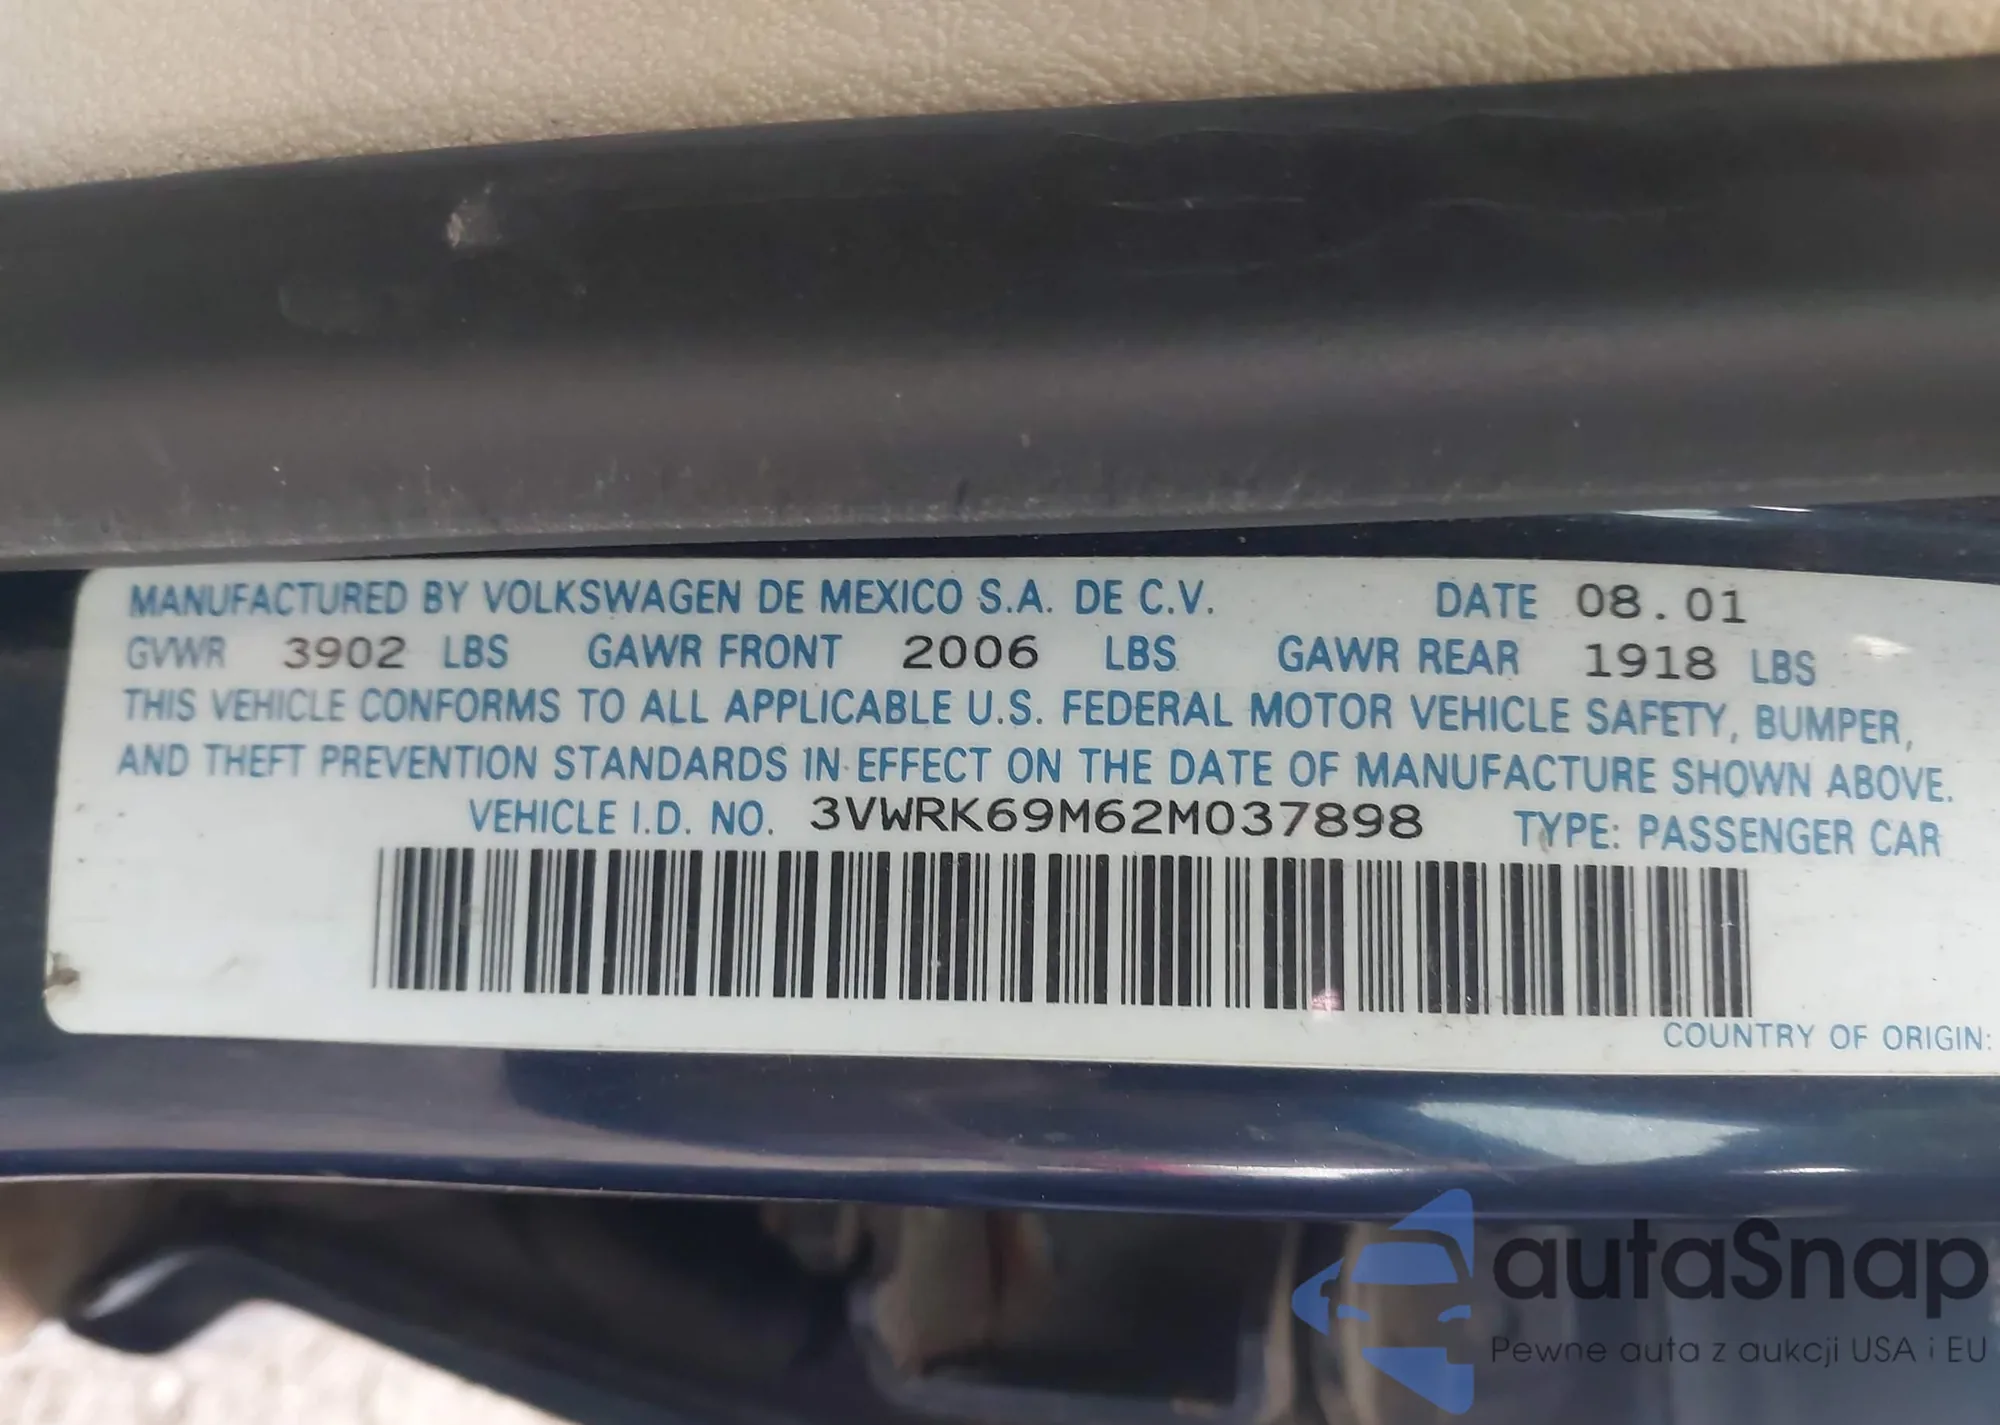 MANUFACTURED BY VOLKSWAGEN DE MEXICO S.A. DE C.V. DATE 08.01
GVWR 3902 LBS GAWR FRONT 2006 LBS GAWR REAR 1918 LBS
THIS VEHICLE CONFORMS TO ALL APPLICABLE U.S. FEDERAL MOTOR VEHICLE SAFETY, BUMPER,
AND THEFT PREVENTION STANDARDS IN EFFECT ON THE DATE OF MANUFACTURE SHOWN ABOVE.
VEHICLE I.D. NO. 3VWRK69M62M037898 TYPE: PASSENGER CAR
COUNTRY OF ORIGIN:
autaSnap
Pewne auta z aukcji USA i EU